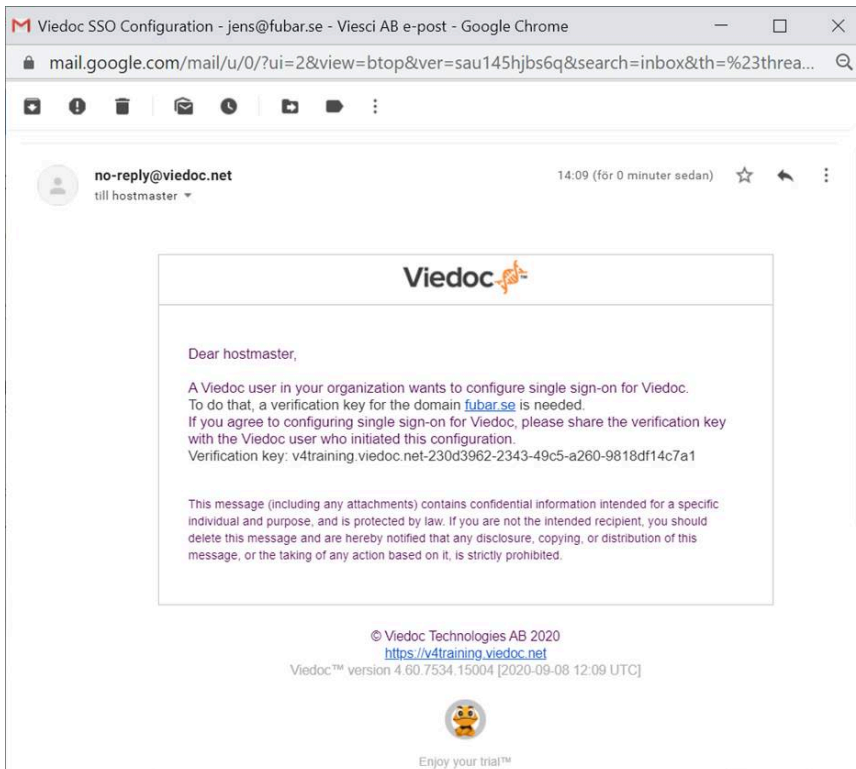 Viedoc SSO Configuration - jens@fubar.se - Viesci AB e-post - Google Chrome
mail.google.com/mail/u/0/?ui=2&view=btop&ver=sau145hjbs6q&search=inbox&th=%23threa...
no-reply@viedoc.net
14:09 (för 0 minuter sedan)
till hostmaster
Viedoc™
Dear hostmaster,
A Viedoc user in your organization wants to configure single sign-on for Viedoc.
To do that, a verification key for the domain fubar.se is needed.
If you agree to configuring single sign-on for Viedoc, please share the verification key
with the Viedoc user who initiated this configuration.
Verification key: v4training.viedoc.net-230d3962-2343-49c5-a260-9818df14c7a1
This message (including any attachments) contains confidential information intended for a specific
individual and purpose, and is protected by law. If you are not the intended recipient, you should
delete this message and are hereby notified that any disclosure, copying, or distribution of this
message, or the taking of any action based on it, is strictly prohibited.
© Viedoc Technologies AB 2020
https://v4training.viedoc.net
Viedoc™ version 4.60.7534.15004 [2020-09-08 12:09 UTC]
Enjoy your trial™